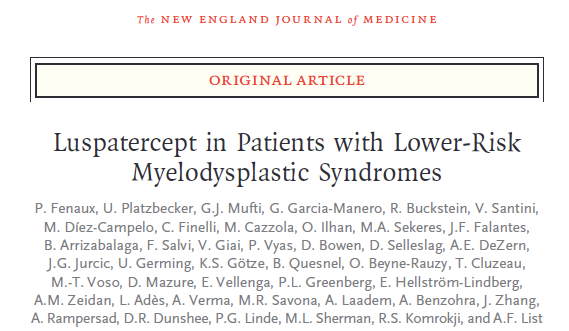 The NEW ENGLAND JOURNAL of MEDICINE
ORIGINAL ARTICLE
Luspatercept in Patients with Lower-Risk
Myelodysplastic Syndromes
P. Fenaux, U. Platzbecker, G.J. Mufti, G. Garcia-Manero, R. Buckstein, V. Santini,
M. Díez-Campelo, C. Finelli, M. Cazzola, O. Ilhan, M.A. Sekeres, J.F. Falantes,
B. Arrizabalaga, F. Salvi, V. Giai, P. Vyas, D. Bowen, D. Selleslag, A.E. DeZern,
J.G. Jurcic, U. Germing, K.S. Götze, B. Quesnel, O. Beyne-Rauzy, T. Cluzeau,
M.-T. Voso, D. Mazure, E. Vellenga, P.L. Greenberg, E. Hellström-Lindberg,
A.M. Zeidan, L. Adès, A. Verma, M.R. Savona, A. Laadem, A. Benzohra, J. Zhang,
A. Rampersad, D.R. Dunshee, P.G. Linde, M.L. Sherman, R.S. Komrokji, and A.F. List